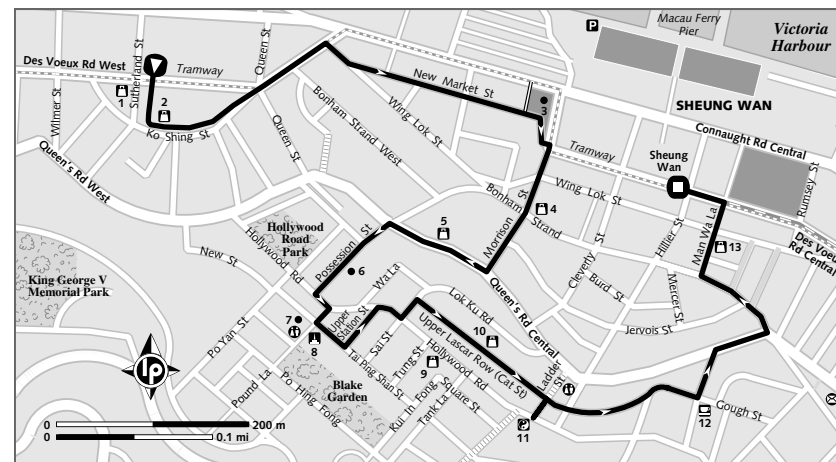 Macau Ferry
Pier
Victoria
Harbour
P
Des Voeux Rd West
Tramway
Sutherland St
Queen St
New Market St
3
SHEUNG WAN
Wilmer St
1
2
Ko Shing St
Wing Lok St
Connaught Rd Central
Bonham Strand West
Queen St
Tramway
Sheung
Wan
Rumsey St
Queen's Rd West
Wing Lok St
Morrison St
4
Bonham
Strand
5
Hillier St
Man Wa La
13
Des Voeux
Rd Central
Hollywood
Road
Park
Possession St
Cleverly St
New St
Hollywood Rd
6
Wa La
Burd St
Mercer St
King George V
Memorial Park
Lok Ku Rd
Queen's Rd Central
Jervois St
7
Upper
Station St
8
Po Yan St
Sai St
10
Upper Lascar Row (Cat St)
Tai Ping Shan St
Tung St
Hollywood Rd
Ladder
St
lp
9
Blake
Garden
Pound La
Po Hing Fong
Kui In Fong
Square St
Tank La
Gough St
12
11
0 200 m
0 0.1 mi